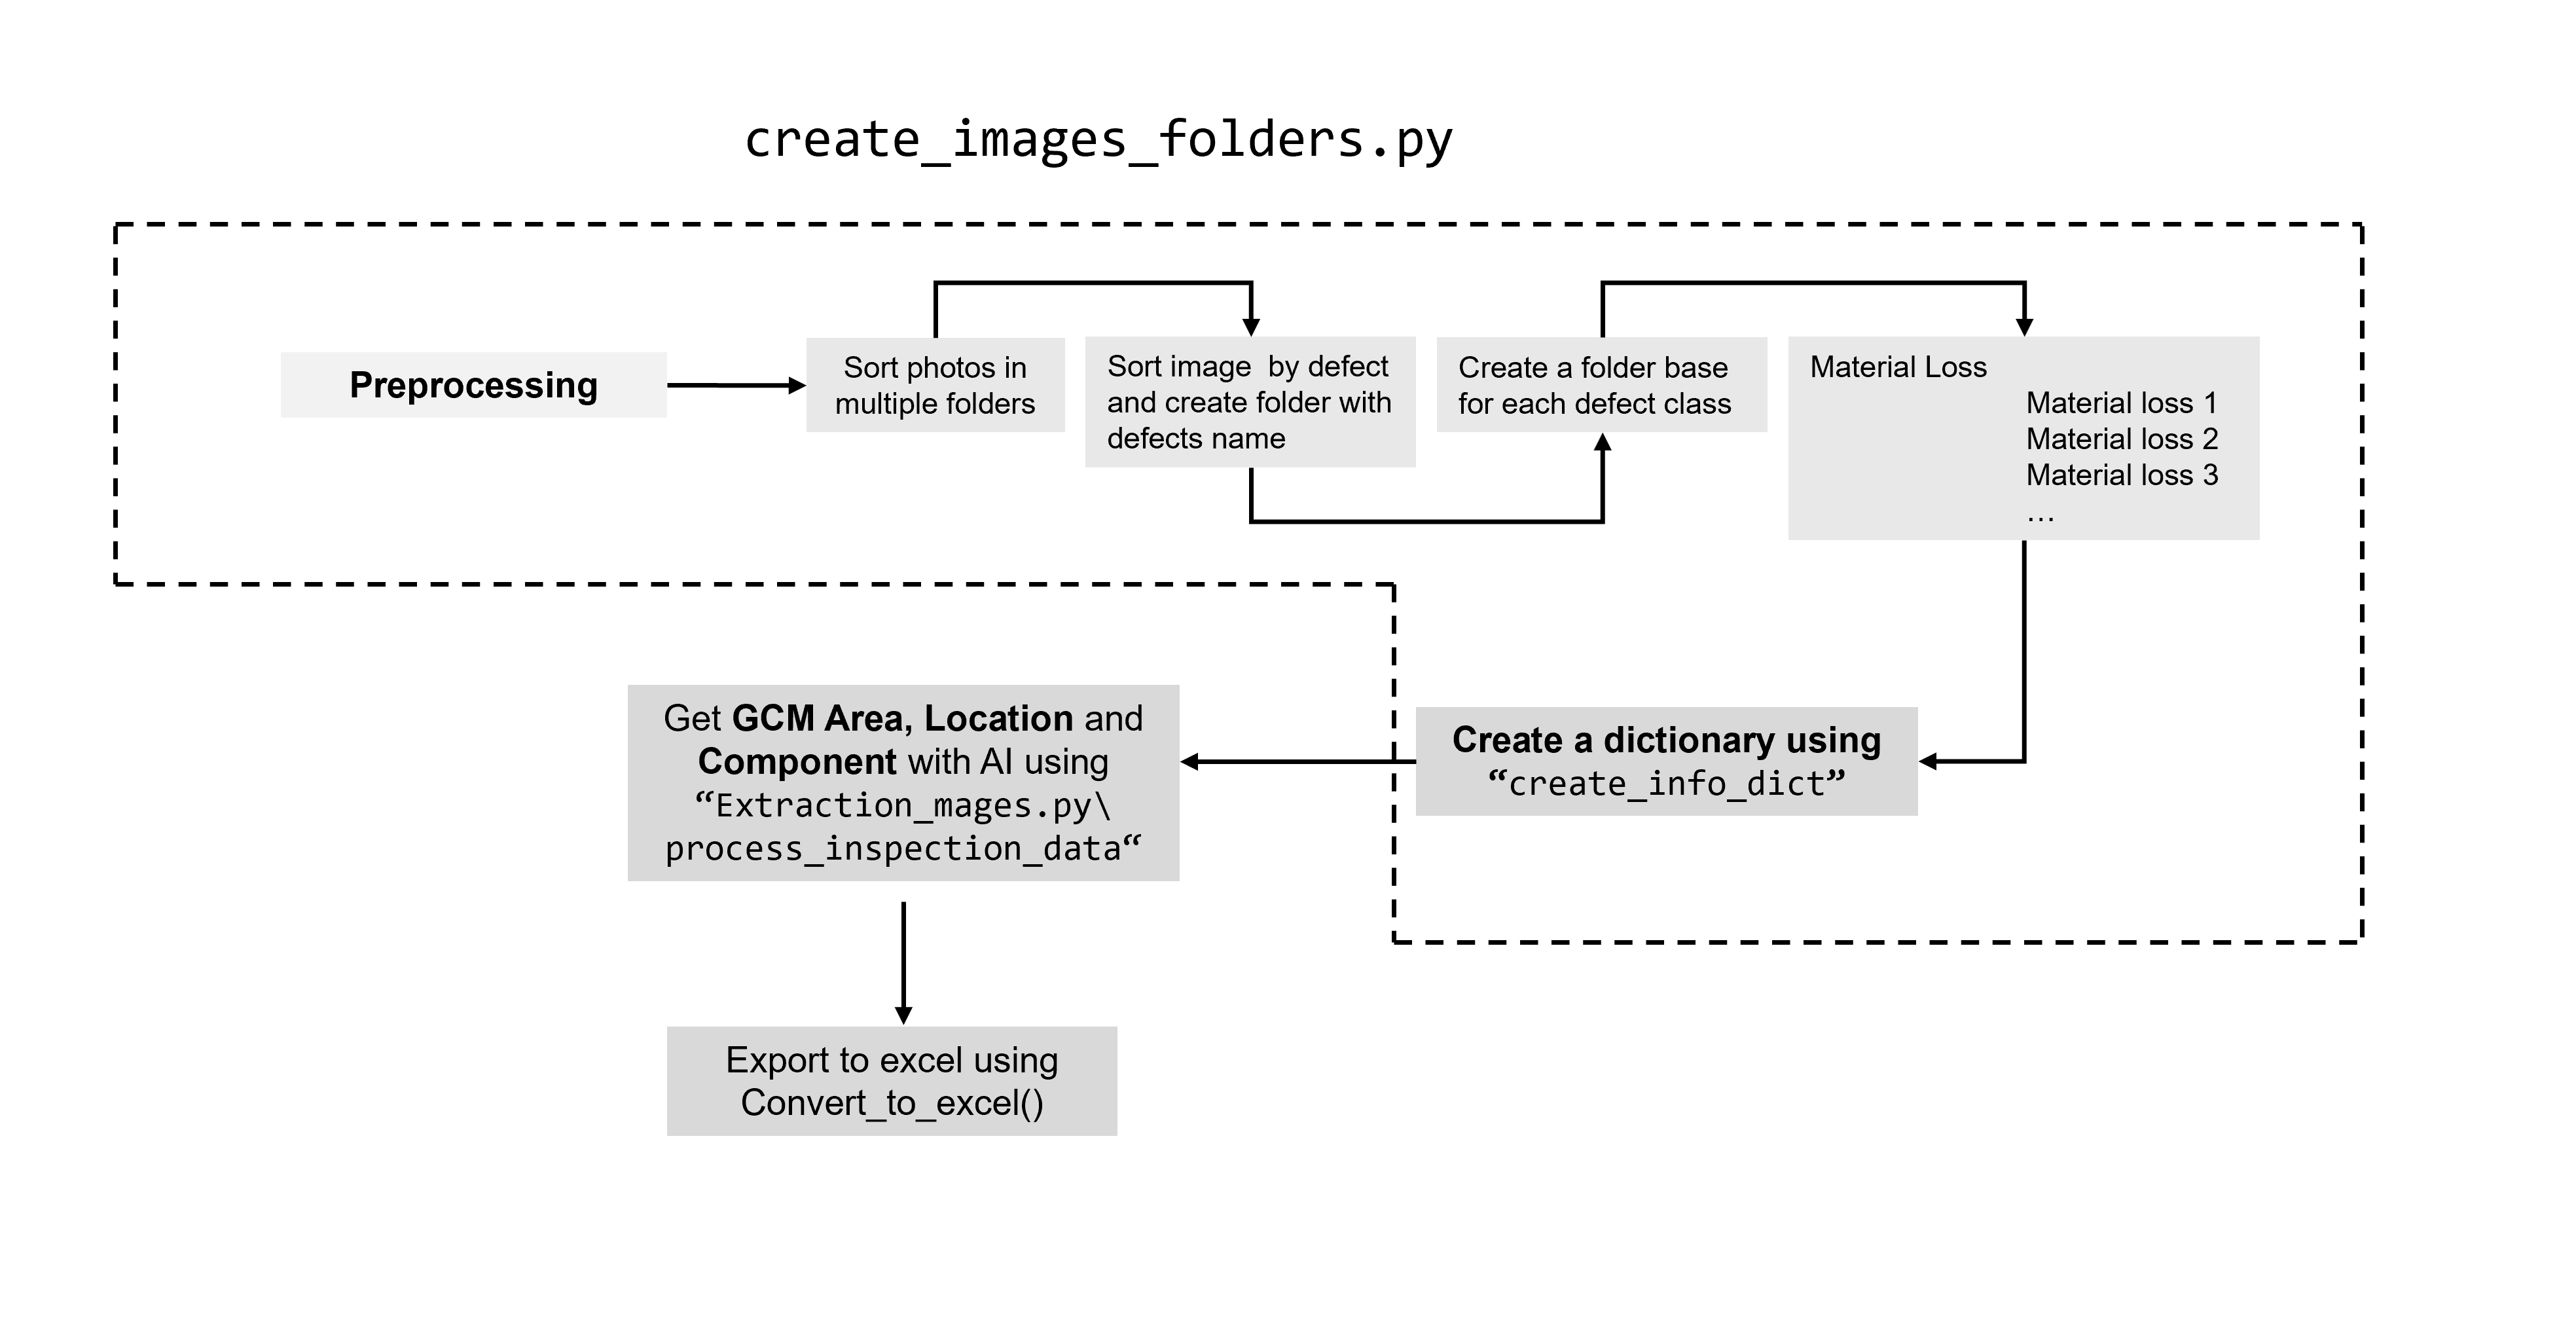 create_images_folders.py
Preprocessing
Sort photos in
multiple folders
Sort image  by defect
and create folder with
defects name
Create a folder base
for each defect class
Material Loss
Material loss 1
Material loss 2
Material loss 3
…
Create a dictionary using
“create_info_dict”
Get GCM Area, Location and
Component with AI using
“Extraction_mages.py\
process_inspection_data“
Export to excel using
Convert_to_excel()